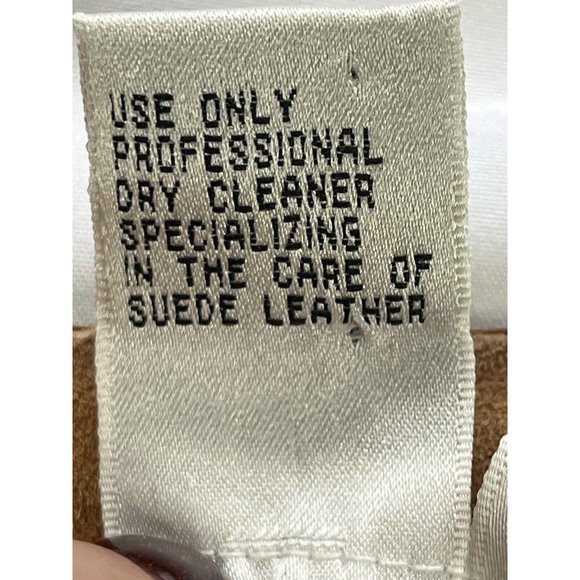 USE ONLY
PROFESSIONAL
DRY CLEANER
SPECIALIZING
IN THE CARE OF
SUEDE LEATHER